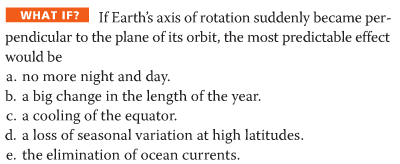 WHAT IF? If Earth's axis of rotation suddenly became per-
pendicular to the plane of its orbit, the most predictable effect
would be
a. no more night and day.
b. a big change in the length of the year.
c. a cooling of the equator.
d. a loss of seasonal variation at high latitudes.
e. the elimination of ocean currents.